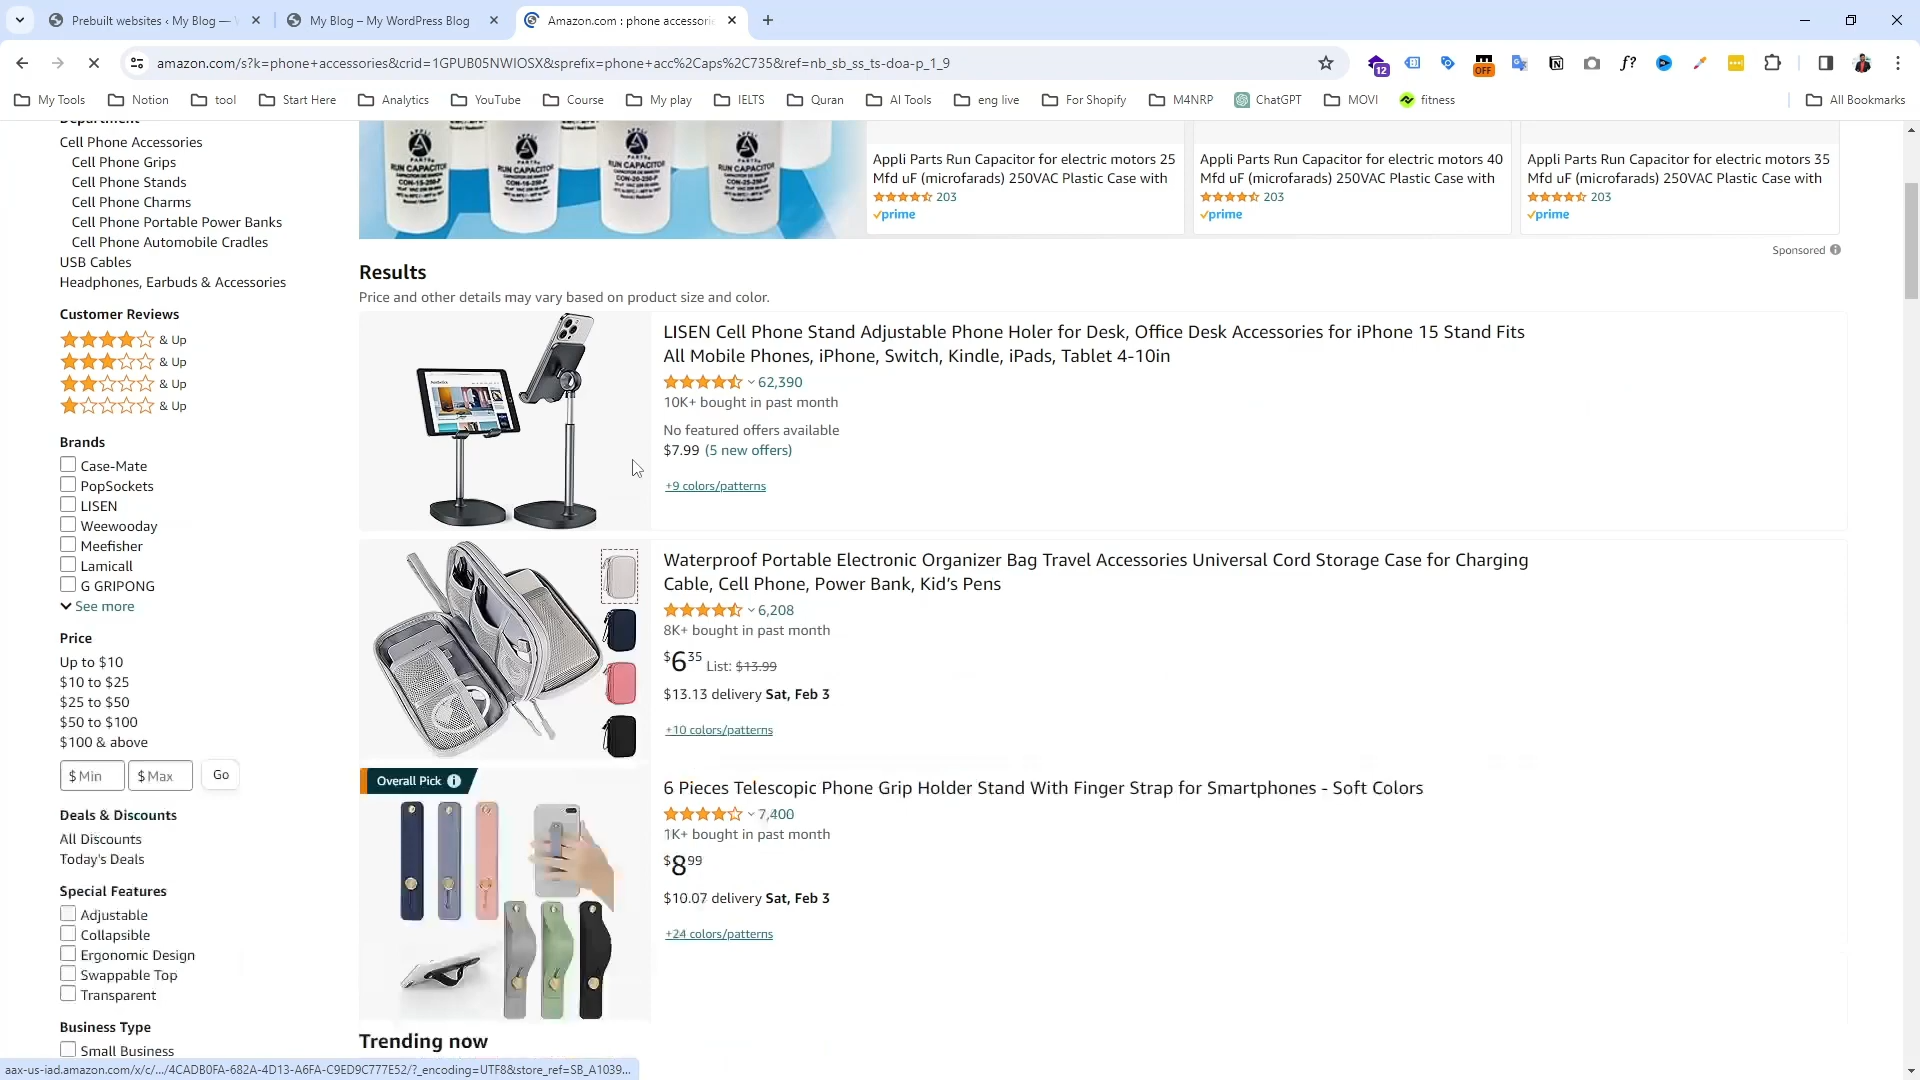 Prebuilt websites ‹ My Blog —
My Blog – My WordPress Blog
Amazon.com : phone accessorie
amazon.com/s?k=phone+accessories&crid=1GPUB05NWIOSX&sprefix=phone+acc%2Caps%2C735&ref=nb_sb_ss_ts-doa-p_1_9
12
OFF
f?
My Tools
Notion
tool
Start Here
Analytics
YouTube
Course
My play
IELTS
Quran
AI Tools
eng live
For Shopify
M4NRP
ChatGPT
MOVI
fitness
All Bookmarks
Department
Cell Phone Accessories
Cell Phone Grips
Cell Phone Stands
Cell Phone Charms
Cell Phone Portable Power Banks
Cell Phone Automobile Cradles
USB Cables
Headphones, Earbuds & Accessories
Customer Reviews
& Up
& Up
& Up
& Up
Brands
Case-Mate
PopSockets
LISEN
Weewooday
Meefisher
Lamicall
G GRIPONG
See more
Price
Up to $10
$10 to $25
$25 to $50
$50 to $100
$100 & above
$ Min
$ Max
Go
Deals & Discounts
All Discounts
Today's Deals
Special Features
Adjustable
Collapsible
Ergonomic Design
Swappable Top
Transparent
Business Type
Small Business
RUN CAPACITOR
RUN CAPACITOR
RUN CAPACITOR
RUN CAPACITOR
Appli Parts Run Capacitor for electric motors 25
Mfd uF (microfarads) 250VAC Plastic Case with
203
prime
Appli Parts Run Capacitor for electric motors 40
Mfd uF (microfarads) 250VAC Plastic Case with
203
prime
Appli Parts Run Capacitor for electric motors 35
Mfd uF (microfarads) 250VAC Plastic Case with
203
prime
Sponsored
Results
Price and other details may vary based on product size and color.
LISEN Cell Phone Stand Adjustable Phone Holer for Desk, Office Desk Accessories for iPhone 15 Stand Fits
All Mobile Phones, iPhone, Switch, Kindle, iPads, Tablet 4-10in
62,390
10K+ bought in past month
No featured offers available
$7.99 (5 new offers)
+9 colors/patterns
Waterproof Portable Electronic Organizer Bag Travel Accessories Universal Cord Storage Case for Charging
Cable, Cell Phone, Power Bank, Kid’s Pens
6,208
8K+ bought in past month
$6 35 List: $13.99
$13.13 delivery Sat, Feb 3
+10 colors/patterns
Overall Pick
6 Pieces Telescopic Phone Grip Holder Stand With Finger Strap for Smartphones - Soft Colors
7,400
1K+ bought in past month
$8 99
$10.07 delivery Sat, Feb 3
+24 colors/patterns
Trending now
aax-us-iad.amazon.com/x/c/.../4CADB0FA-682A-4D13-A6FA-C9ED9C777E52/?_encoding=UTF8&store_ref=SB_A1039...